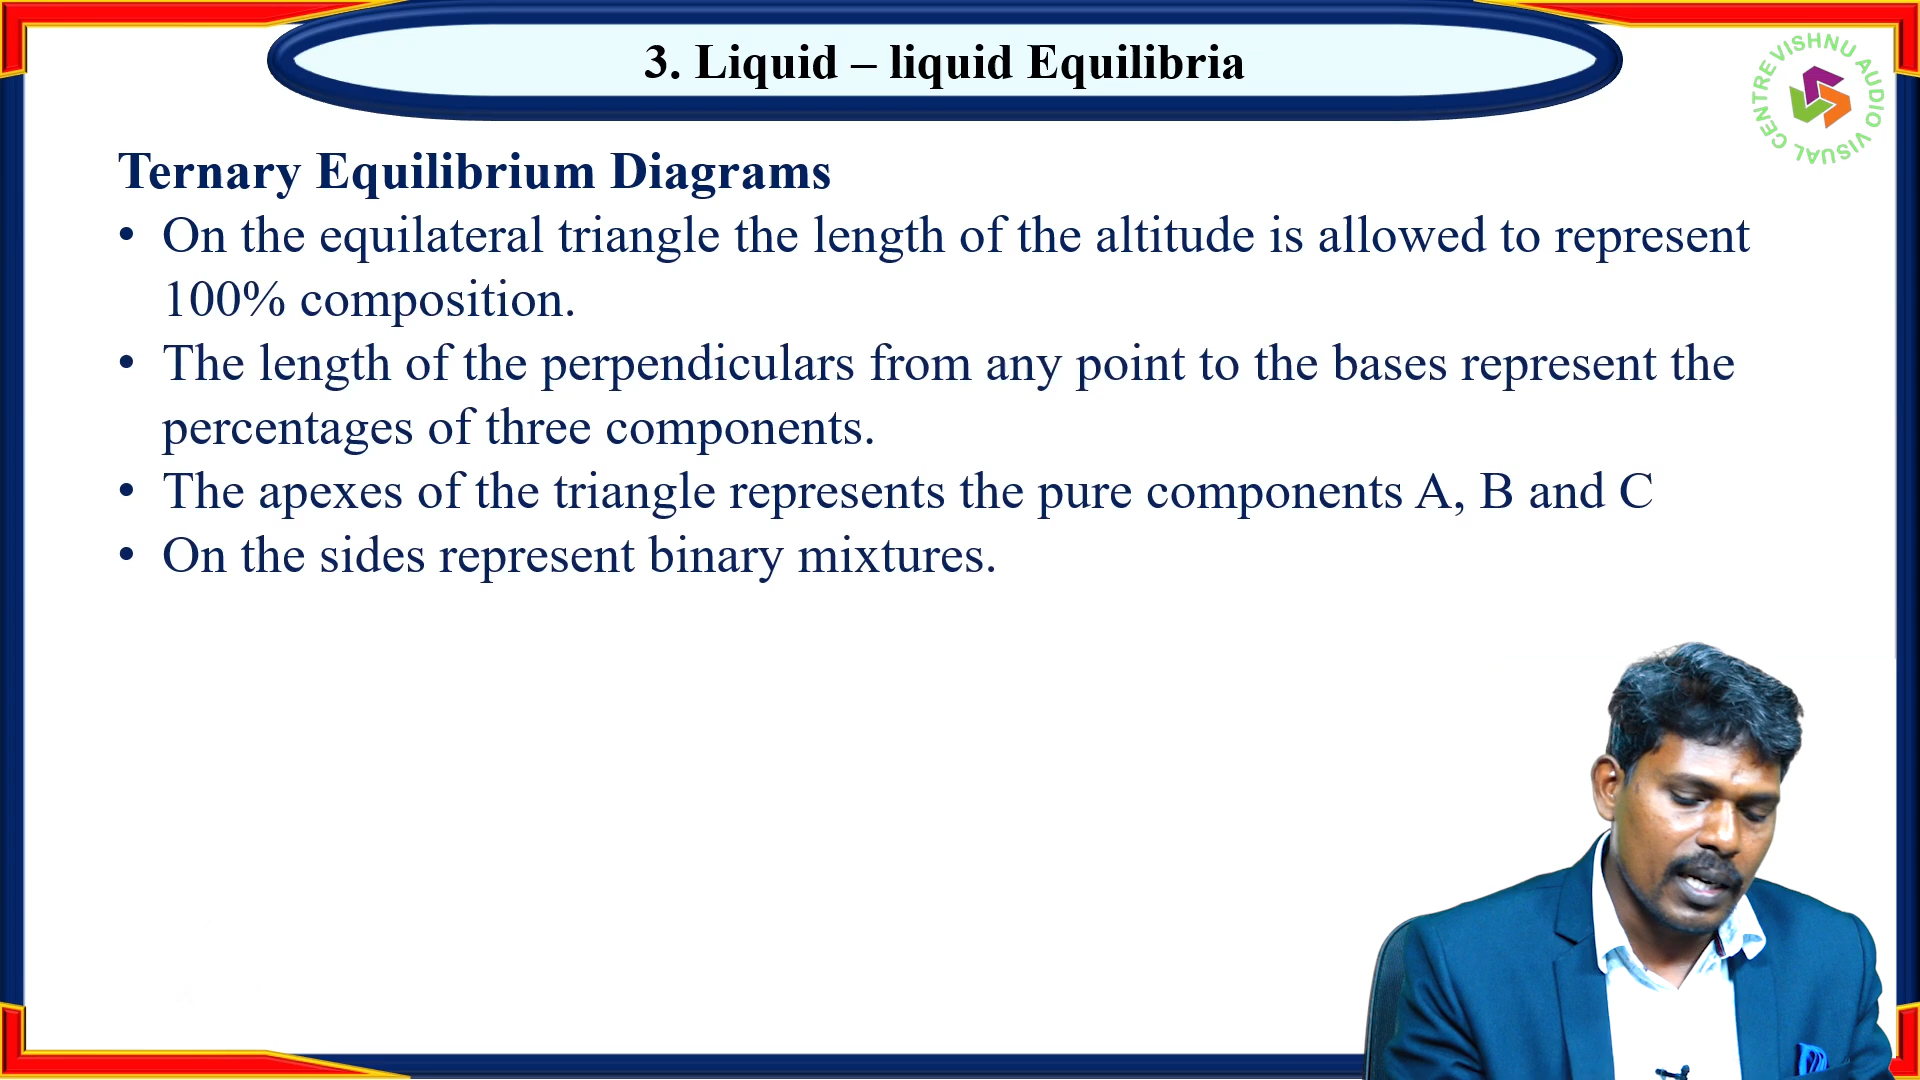 3. Liquid – liquid Equilibria
VISHNU AUDIO VISUAL CENTRE
Ternary Equilibrium Diagrams
• On the equilateral triangle the length of the altitude is allowed to represent
100% composition.
• The length of the perpendiculars from any point to the bases represent the
percentages of three components.
• The apexes of the triangle represents the pure components A, B and C
• On the sides represent binary mixtures.